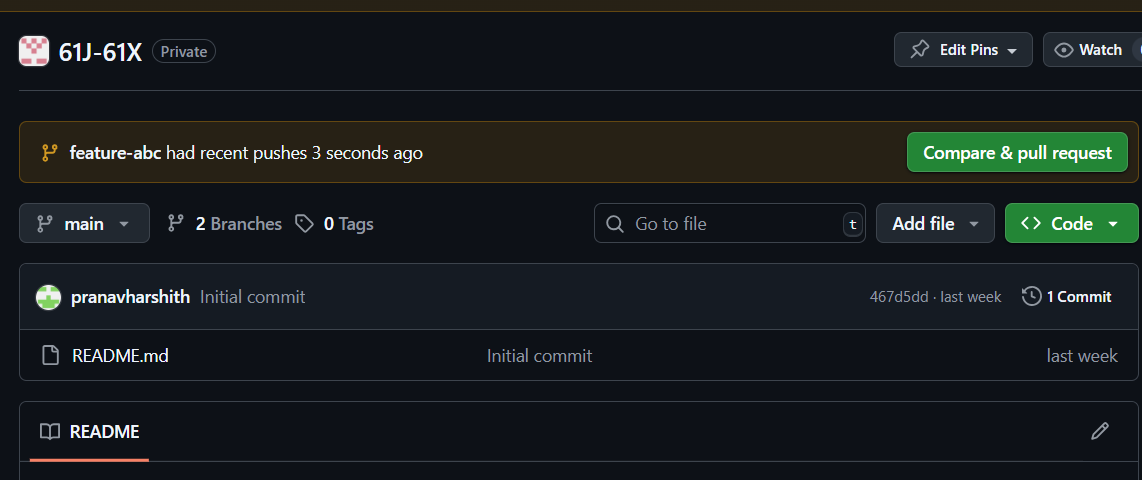 61J-61X Private Edit Pins Watch
feature-abc had recent pushes 3 seconds ago Compare & pull request
main 2 Branches 0 Tags Go to file t Add file Code
pranavharshith Initial commit 467d5dd · last week 1 Commit
README.md Initial commit last week
README